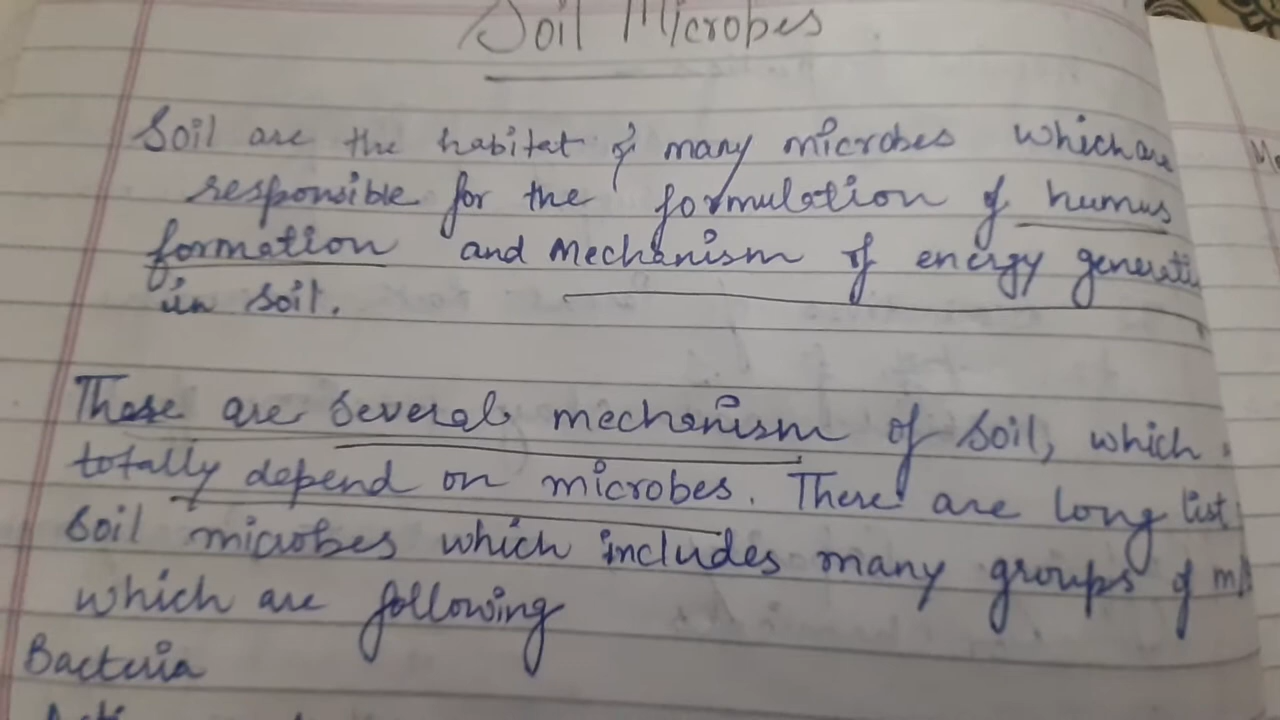 Soil Microbes
Soil are the habitat of many microbes which are
responsible for the formulation of humus
formation and Mechanism of energy generati
in soil.
These are several mechanism of soil, which
totally depend on microbes. There are long list
soil microbes which includes many groups of m
which are following
Bacteria
Acti